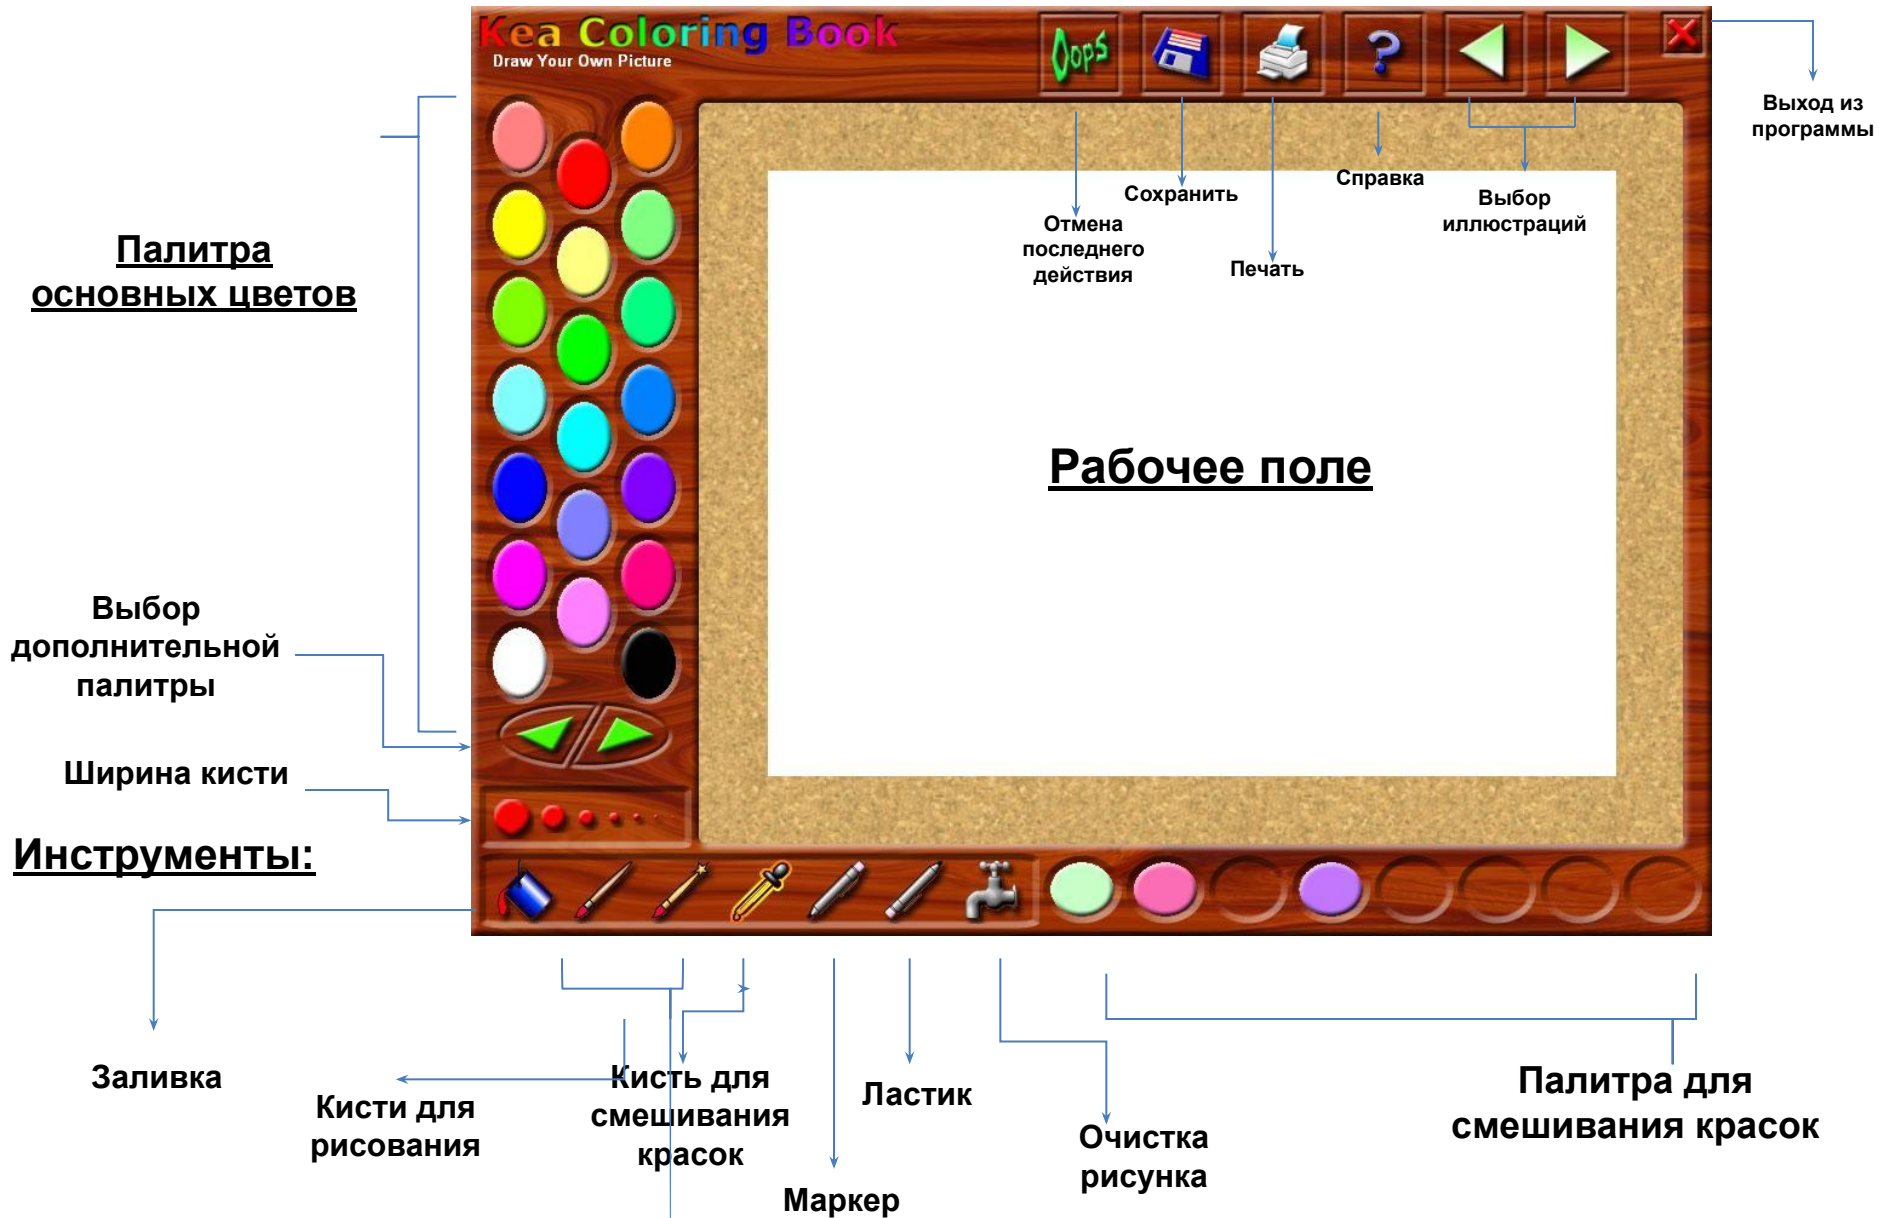 Kea Coloring Book
Draw Your Own Picture
Oops
Выход из
программы
Сохранить
Справка
Выбор
иллюстраций
Отмена
последнего
действия
Печать
Палитра
основных цветов
Рабочее поле
Выбор
дополнительной
палитры
Ширина кисти
Инструменты:
Заливка
Кисти для
рисования
Кисть для
смешивания
красок
Маркер
Ластик
Очистка
рисунка
Палитра для
смешивания красок